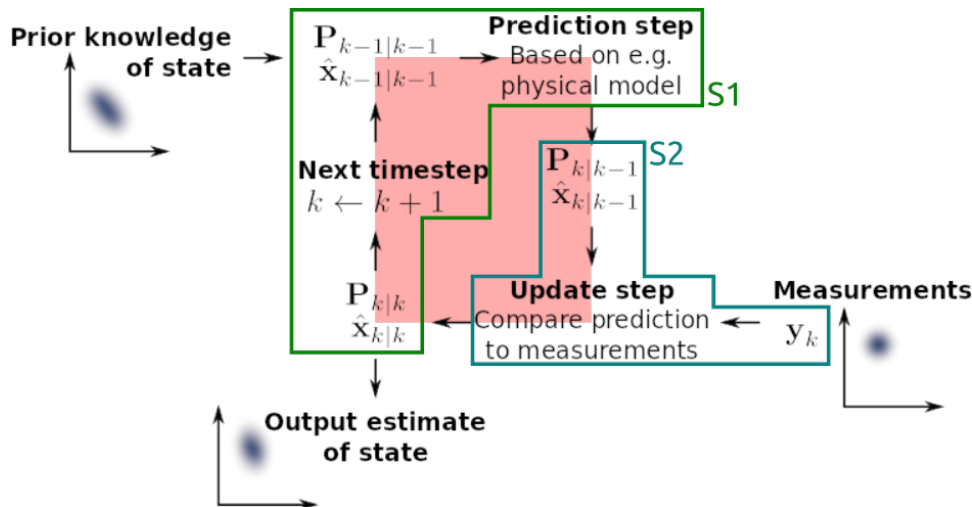 Prior knowledge
of state
P_{k−1|k−1}
x̂_{k−1|k−1}
Prediction step
Based on e.g.
physical model
S1
Next timestep
k ← k + 1
P_{k|k−1}
x̂_{k|k−1}
S2
P_{k|k}
x̂_{k|k}
Update step
Compare prediction
to measurements
Measurements
y_k
Output estimate
of state